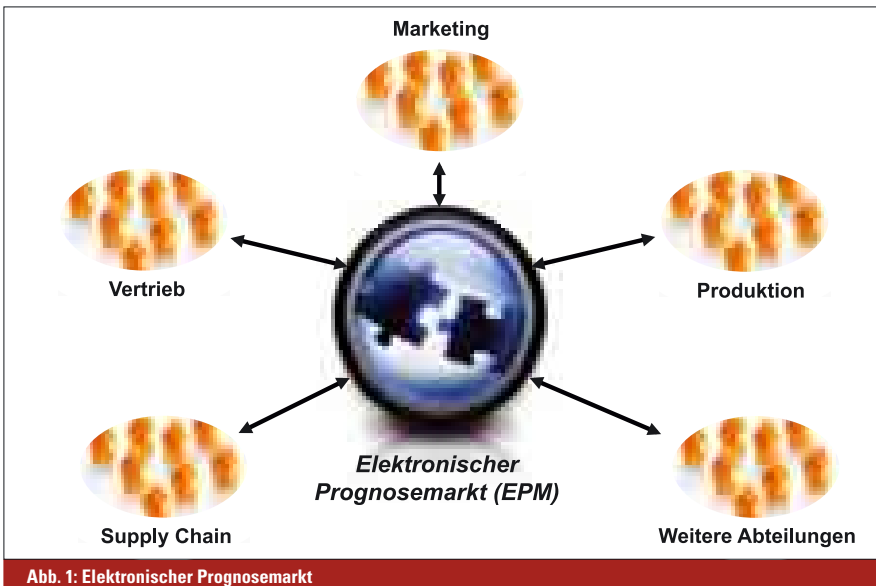 Marketing
Vertrieb
Produktion
Elektronischer
Prognosemarkt (EPM)
Supply Chain
Weitere Abteilungen
Abb. 1: Elektronischer Prognosemarkt